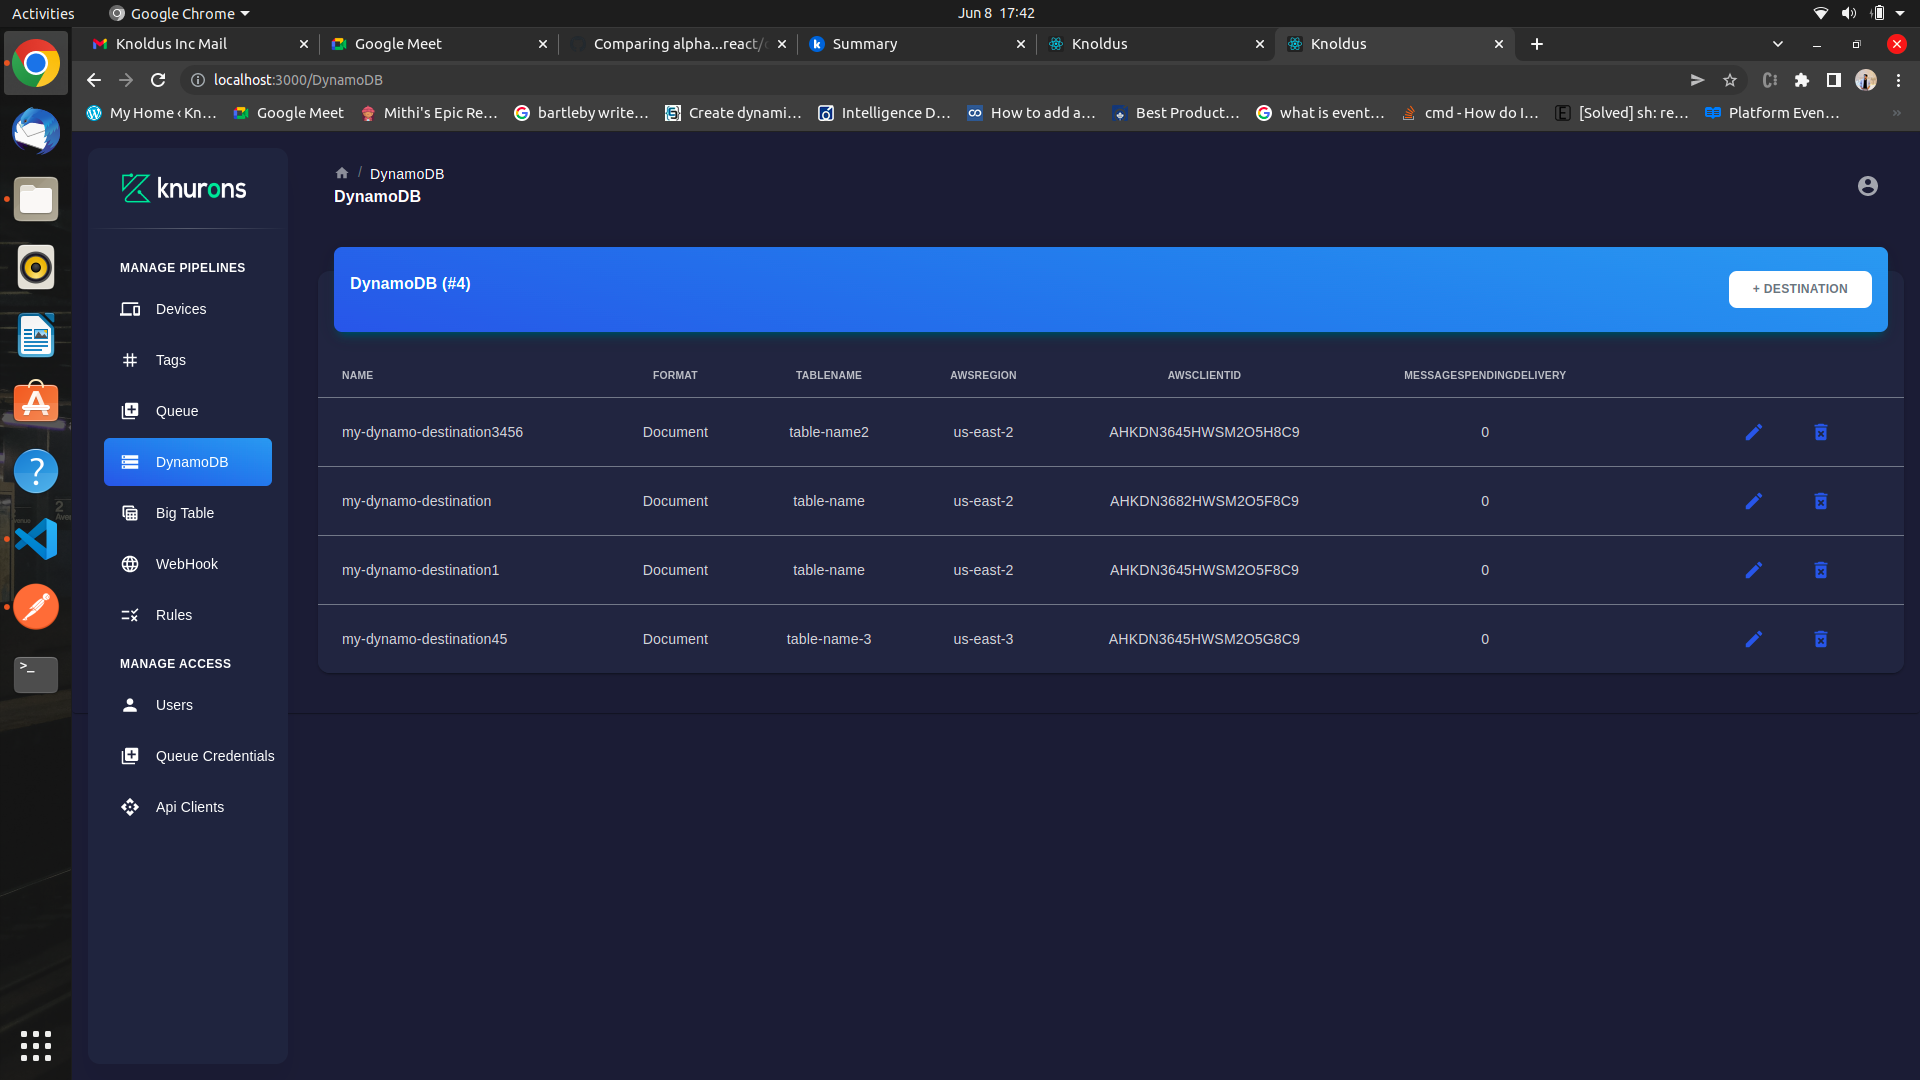 Activities
Google Chrome
Jun 8 17:42
Knoldus Inc Mail
Google Meet
Comparing alpha...react/
Summary
Knoldus
Knoldus
localhost:3000/DynamoDB
My Home ‹ Kn…
Google Meet
Mithi's Epic Re…
bartleby write…
Create dynami…
Intelligence D…
How to add a…
Best Product…
what is event…
cmd - How do I…
[Solved] sh: re…
Platform Even…
knurons
/ DynamoDB
DynamoDB
MANAGE PIPELINES
Devices
Tags
Queue
DynamoDB
Big Table
WebHook
Rules
MANAGE ACCESS
Users
Queue Credentials
Api Clients
DynamoDB (#4)
+ DESTINATION
NAME FORMAT TABLENAME AWSREGION AWSCLIENTID MESSAGESPENDINGDELIVERY
my-dynamo-destination3456 Document table-name2 us-east-2 AHKDN3645HWSM2O5H8C9 0
my-dynamo-destination Document table-name us-east-2 AHKDN3682HWSM2O5F8C9 0
my-dynamo-destination1 Document table-name us-east-2 AHKDN3645HWSM2O5F8C9 0
my-dynamo-destination45 Document table-name-3 us-east-3 AHKDN3645HWSM2O5G8C9 0